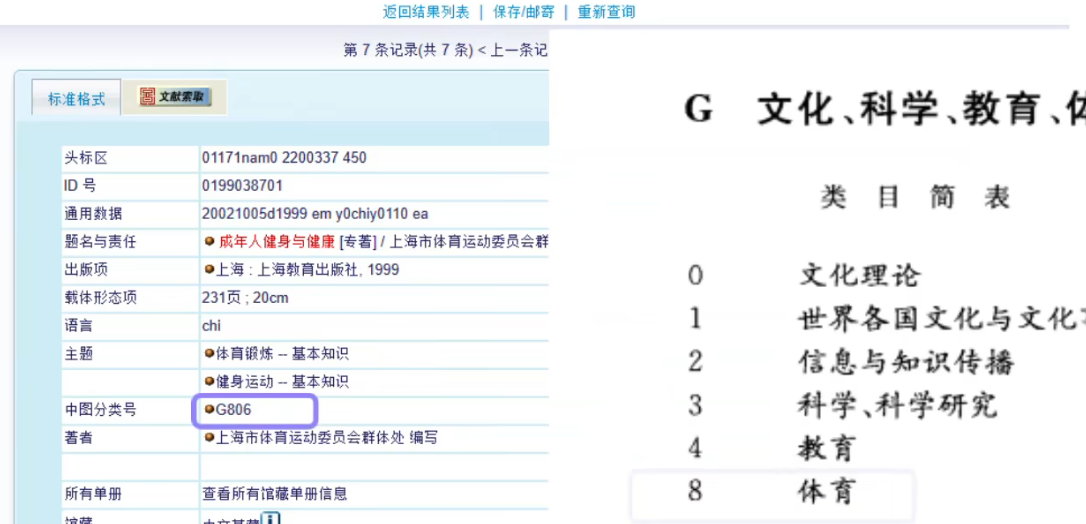 返回结果列表 | 保存/邮寄 | 重新查询
第 7 条记录(共 7 条) < 上一条记
标准格式 文献索取
头标区 01171nam0 2200337 450
ID 号 0199038701
通用数据 20021005d1999 em y0chiy0110 ea
题名与责任 成年人健身与健康 [专著] / 上海市体育运动委员会群
出版项 上海 : 上海教育出版社, 1999
载体形态项 231页 ; 20cm
语言 chi
主题 体育锻炼 -- 基本知识
健身运动 -- 基本知识
中图分类号 G806
著者 上海市体育运动委员会群体处 编写
所有单册 查看所有馆藏单册信息
馆藏
G 文化、科学、教育、体
类 目 简 表
0 文化理论
1 世界各国文化与文化
2 信息与知识传播
3 科学、科学研究
4 教育
8 体育